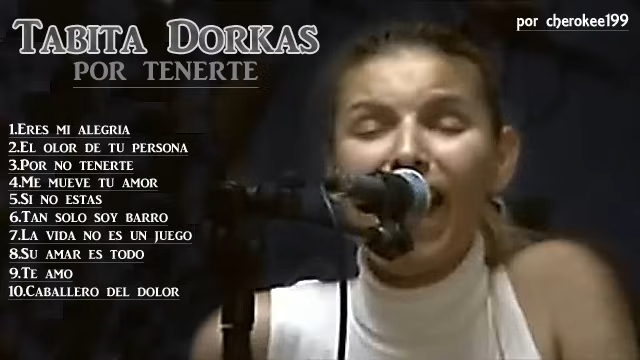 Tabita Dorkas
por cherokee199
POR TENERTE
1.Eres mi alegria
2.El olor de tu persona
3.Por no tenerte
4.Me mueve tu amor
5.Si no estas
6.Tan solo soy barro
7.La vida no es un juego
8.Su amar es todo
9.Te amo
10.Caballero del dolor